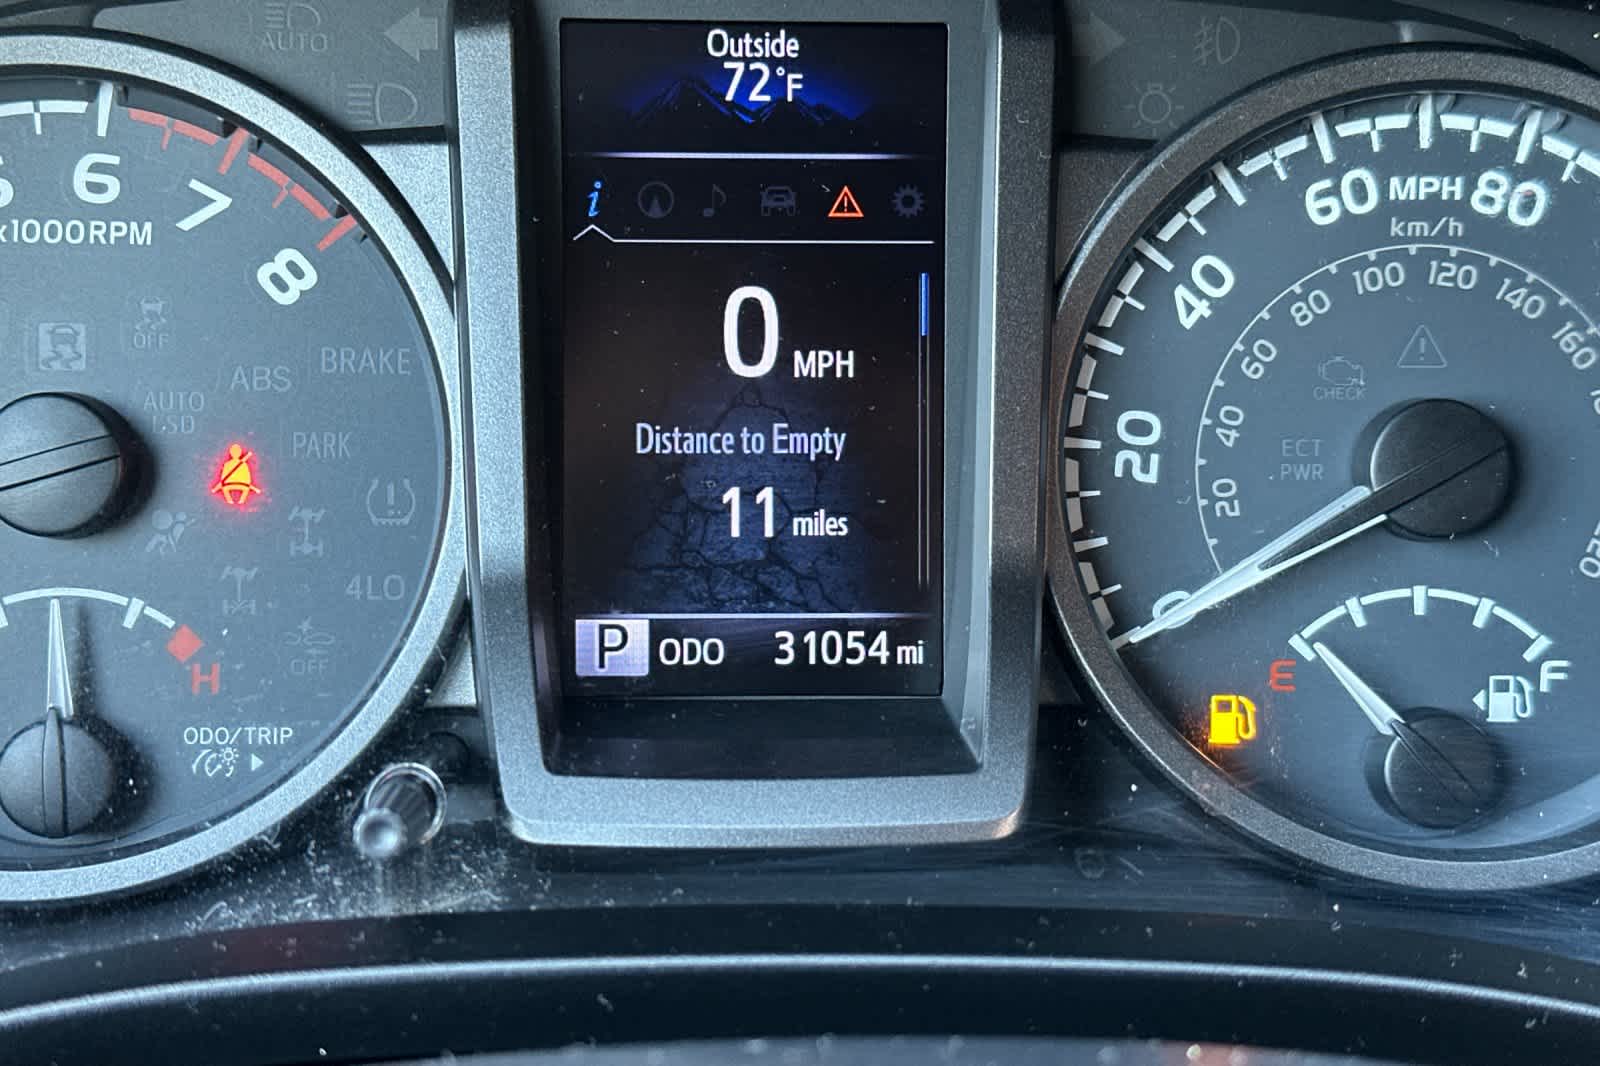 AUTO
Outside
72°F
6
7
8
x1000RPM
OFF
ABS
BRAKE
AUTO
LSD
PARK
4LO
OFF
H
ODO/TRIP
i
0 MPH
Distance to Empty
11 miles
P ODO 31054 mi
0
20
40
60 MPH 80
km/h
20
40
60
80
100
120
140
160
CHECK
ECT
PWR
E
F